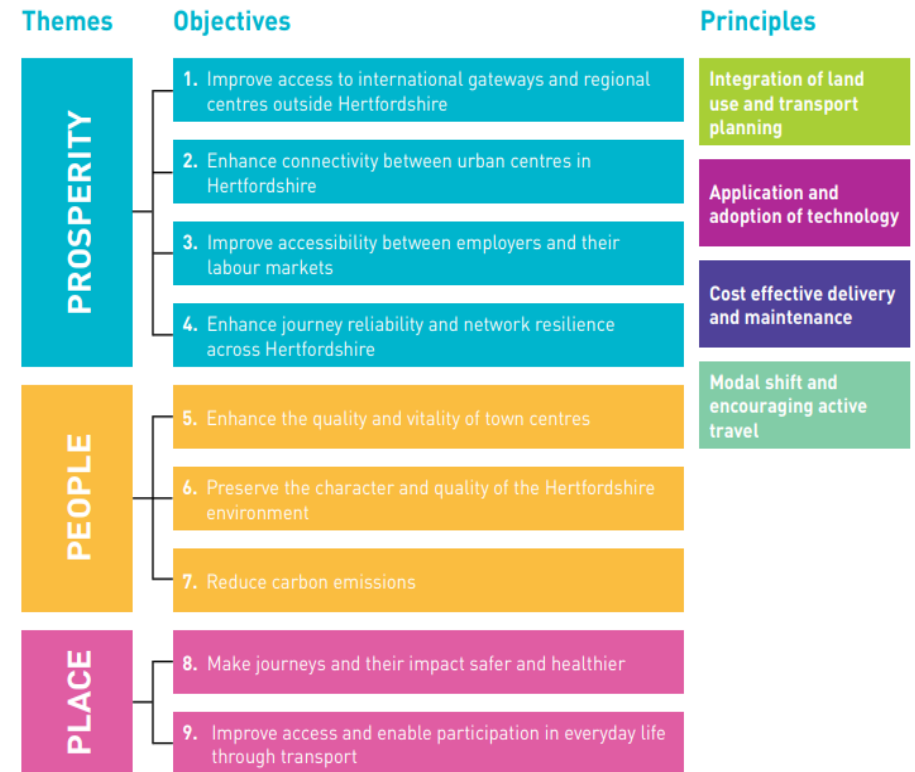 Themes
Objectives
Principles
PROSPERITY
1. Improve access to international gateways and regional
centres outside Hertfordshire
2. Enhance connectivity between urban centres in
Hertfordshire
3. Improve accessibility between employers and their
labour markets
4. Enhance journey reliability and network resilience
across Hertfordshire
PEOPLE
5. Enhance the quality and vitality of town centres
6. Preserve the character and quality of the Hertfordshire
environment
7. Reduce carbon emissions
PLACE
8. Make journeys and their impact safer and healthier
9. Improve access and enable participation in everyday life
through transport
Integration of land
use and transport
planning
Application and
adoption of technology
Cost effective delivery
and maintenance
Modal shift and
encouraging active
travel